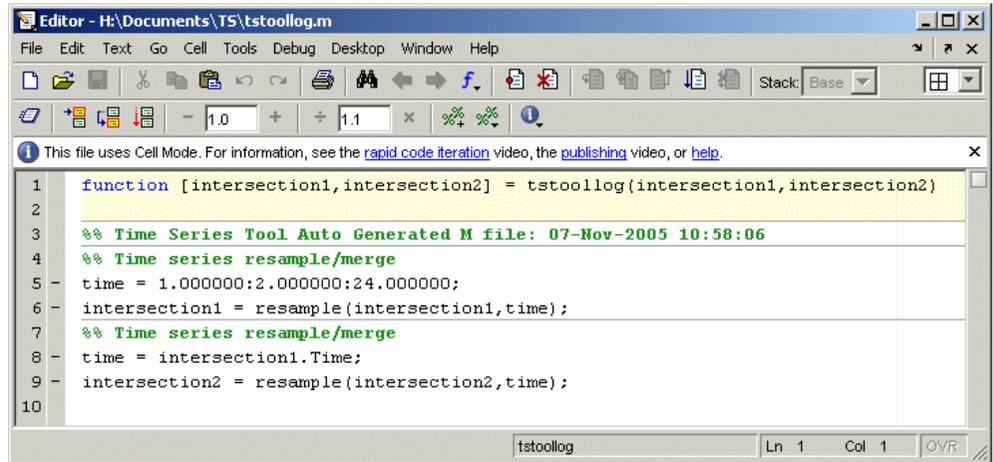 Editor - H:\Documents\TS\tstoollog.m
File Edit Text Go Cell Tools Debug Desktop Window Help
Stack: Base
- 1.0 + ÷ 1.1 ×
This file uses Cell Mode. For information, see the rapid code iteration video, the publishing video, or help.
1 function [intersection1,intersection2] = tstoollog(intersection1,intersection2)
2
3 %% Time Series Tool Auto Generated M file: 07-Nov-2005 10:58:06
4 %% Time series resample/merge
5 - time = 1.000000:2.000000:24.000000;
6 - intersection1 = resample(intersection1,time);
7 %% Time series resample/merge
8 - time = intersection1.Time;
9 - intersection2 = resample(intersection2,time);
10
tstoollog Ln 1 Col 1 OVR